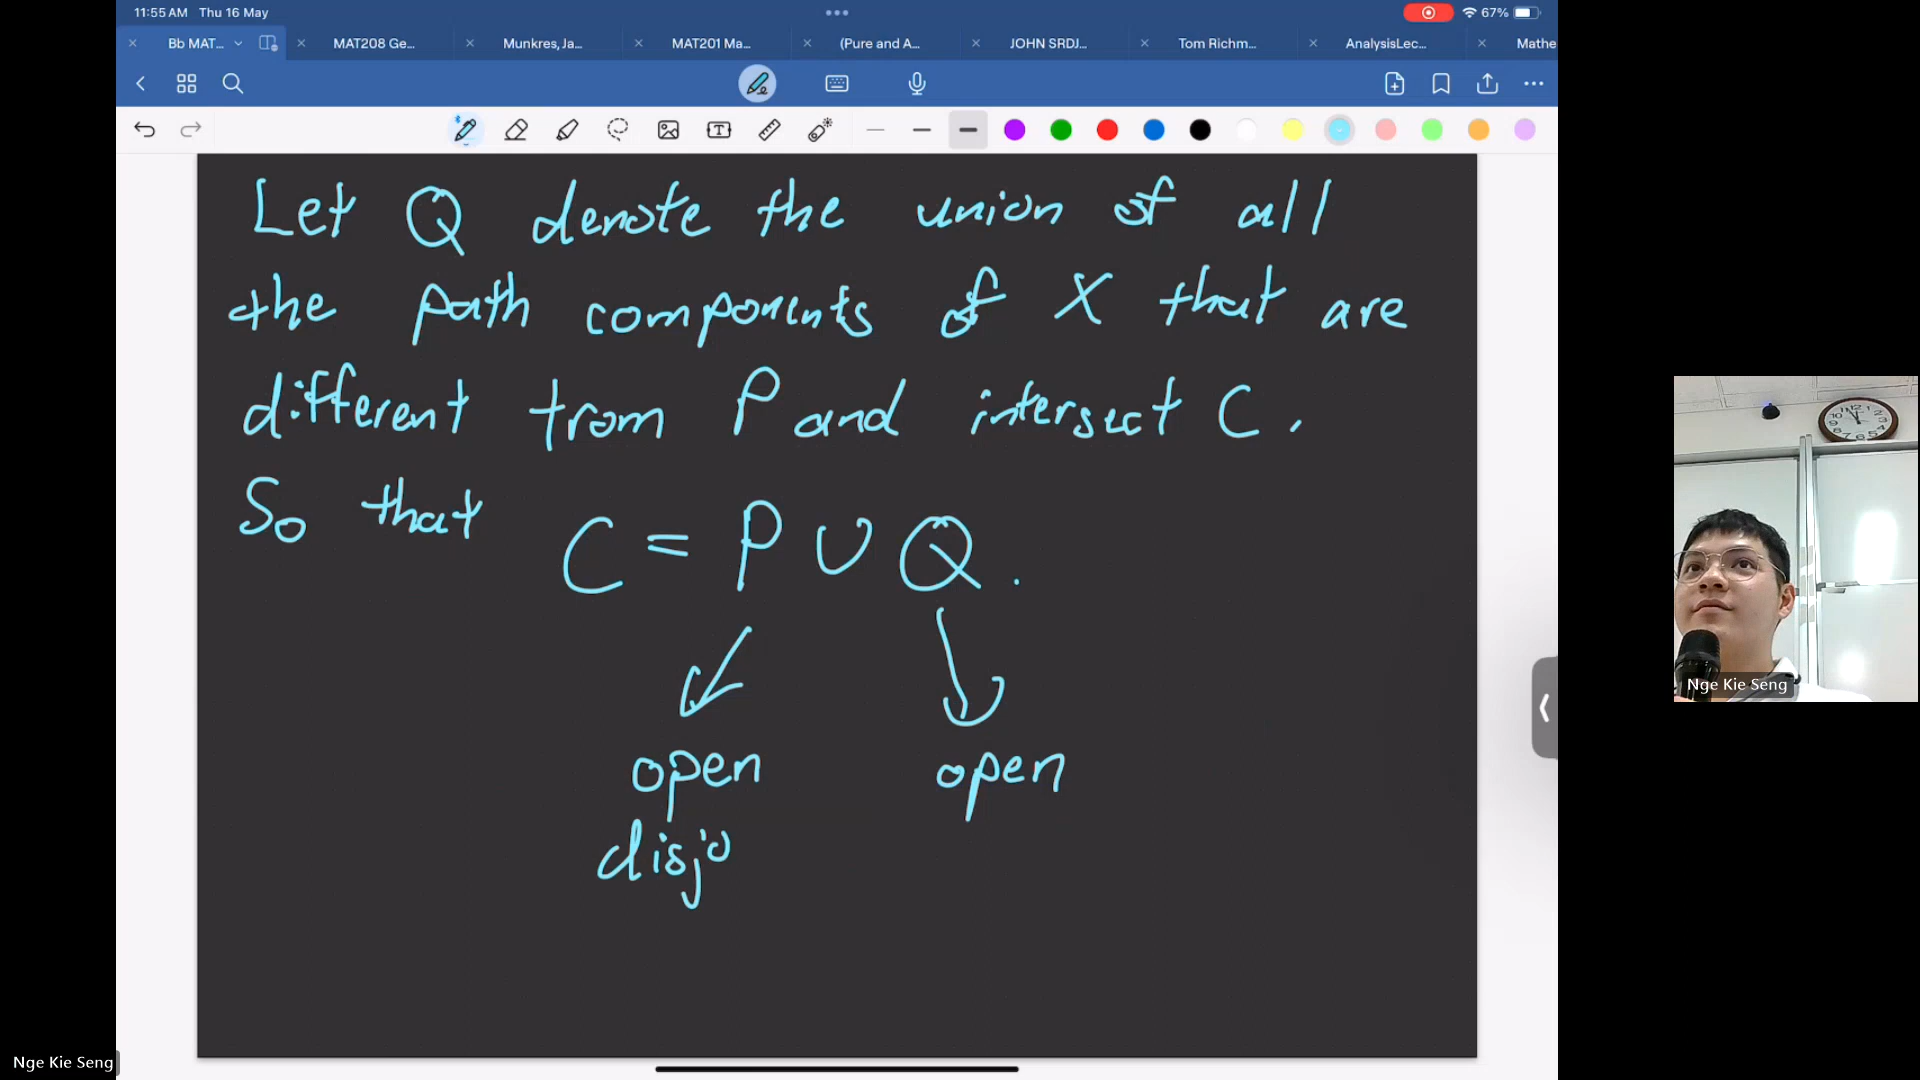 11:55 AM Thu 16 May
67%
Bb MAT...
MAT208 Ge...
Munkres, Ja...
MAT201 Ma...
(Pure and A...
JOHN SRDJ...
Tom Richm...
AnalysisLec...
Mathe
Let Q denote the union of all
the path components of X that are
different from P and intersect C.
So that C = P ∪ Q.
open open
disjo
Nge Kie Seng
Nge Kie Seng